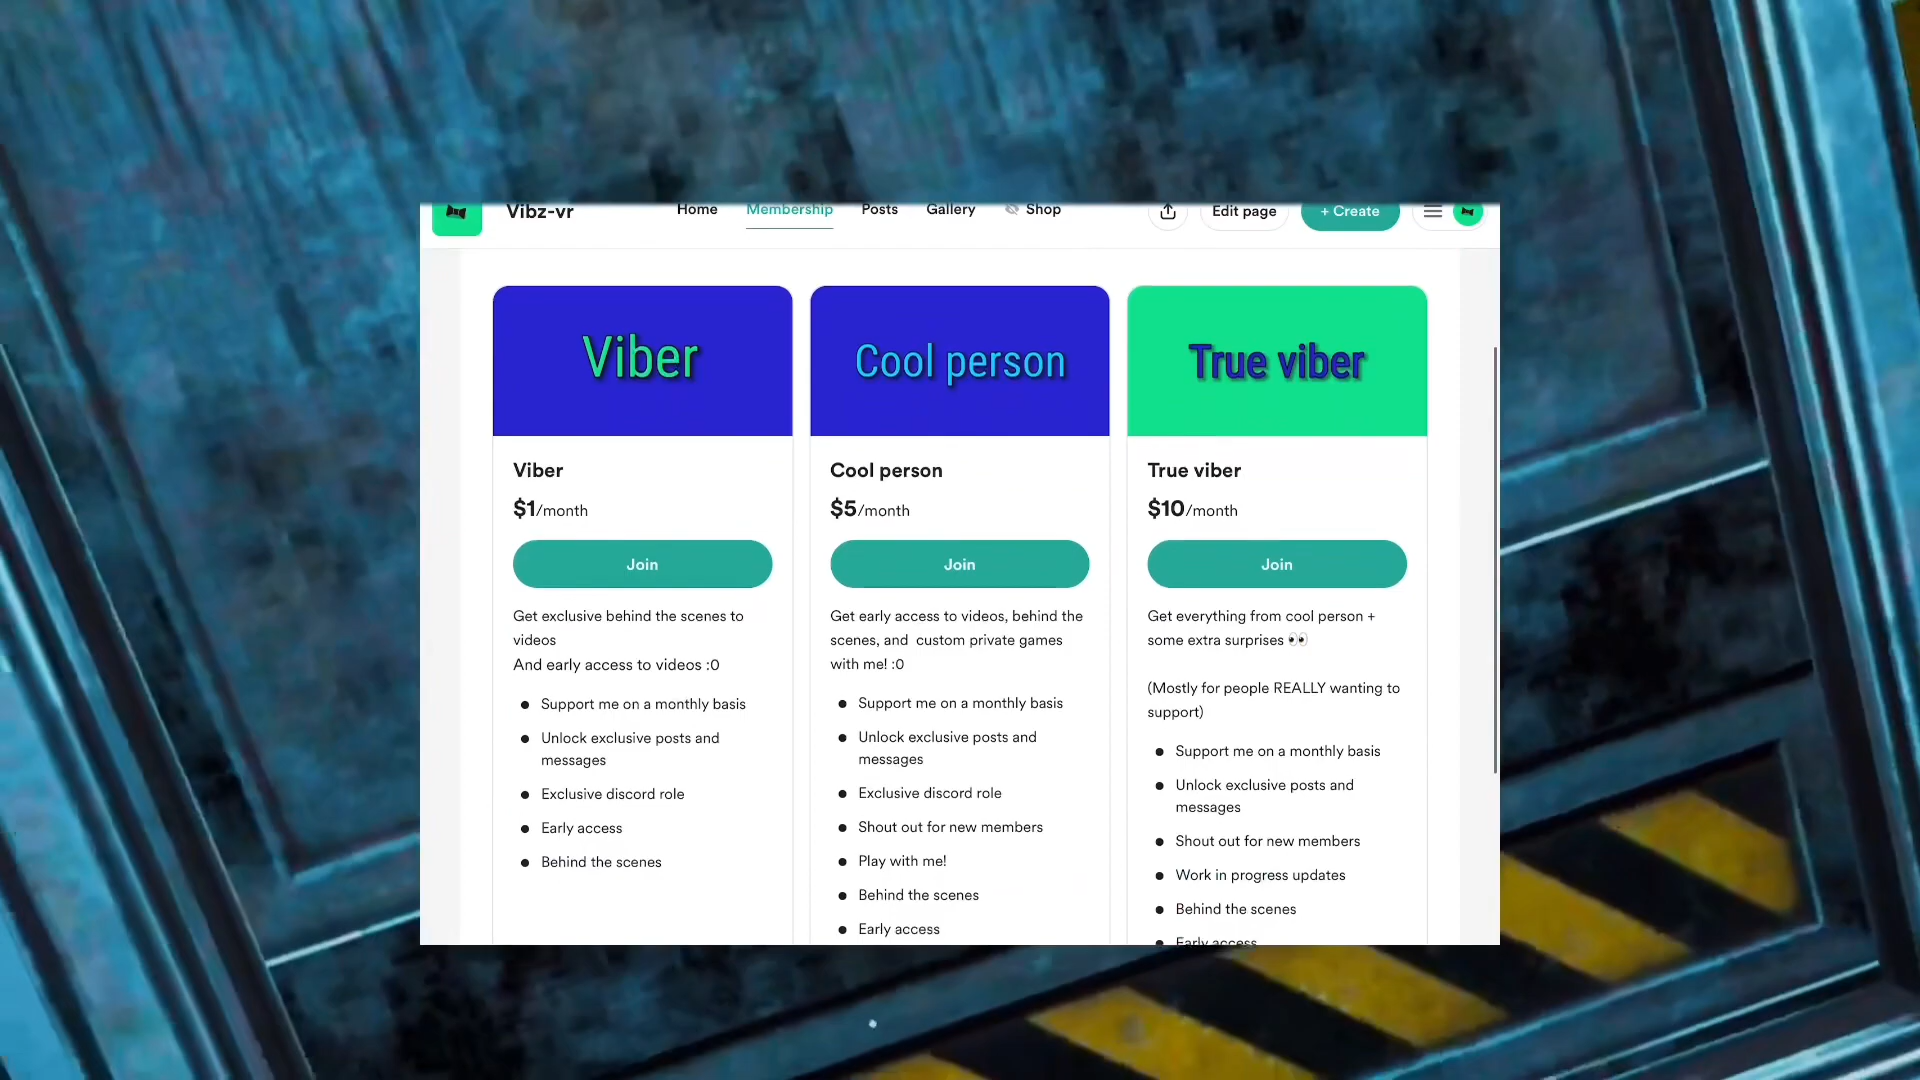 Vibz-vr
Home
Membership
Posts
Gallery
Shop
Edit page
+ Create
Viber
Viber
$1/month
Join
Get exclusive behind the scenes to
videos
And early access to videos :0
Support me on a monthly basis
Unlock exclusive posts and
messages
Exclusive discord role
Early access
Behind the scenes
Cool person
Cool person
$5/month
Join
Get early access to videos, behind the
scenes, and custom private games
with me! :0
Support me on a monthly basis
Unlock exclusive posts and
messages
Exclusive discord role
Shout out for new members
Play with me!
Behind the scenes
Early access
True viber
True viber
$10/month
Join
Get everything from cool person +
some extra surprises 👀
(Mostly for people REALLY wanting to
support)
Support me on a monthly basis
Unlock exclusive posts and
messages
Shout out for new members
Work in progress updates
Behind the scenes
Early access